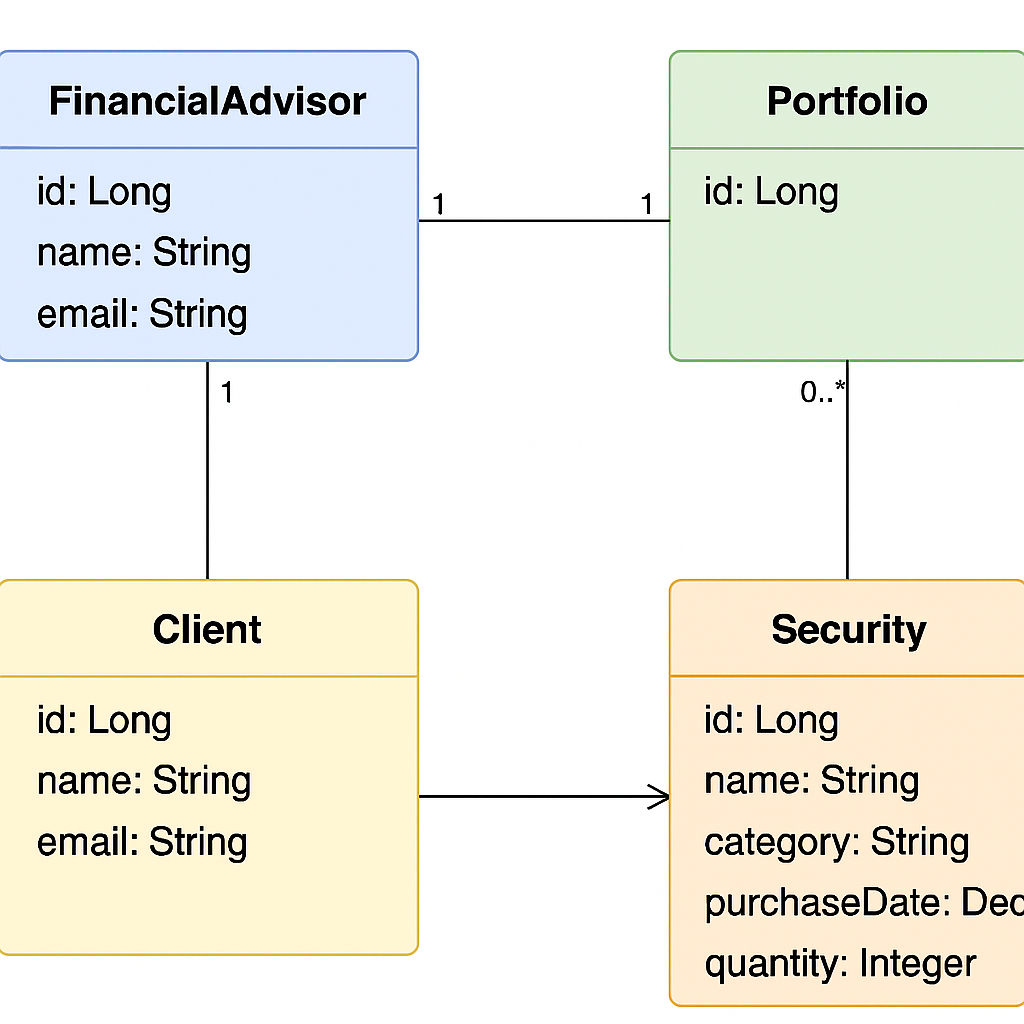 FinancialAdvisor
id: Long
name: String
email: String
1
1
Portfolio
id: Long
1
0..*
Client
id: Long
name: String
email: String
Security
id: Long
name: String
category: String
purchaseDate: Dec
quantity: Integer